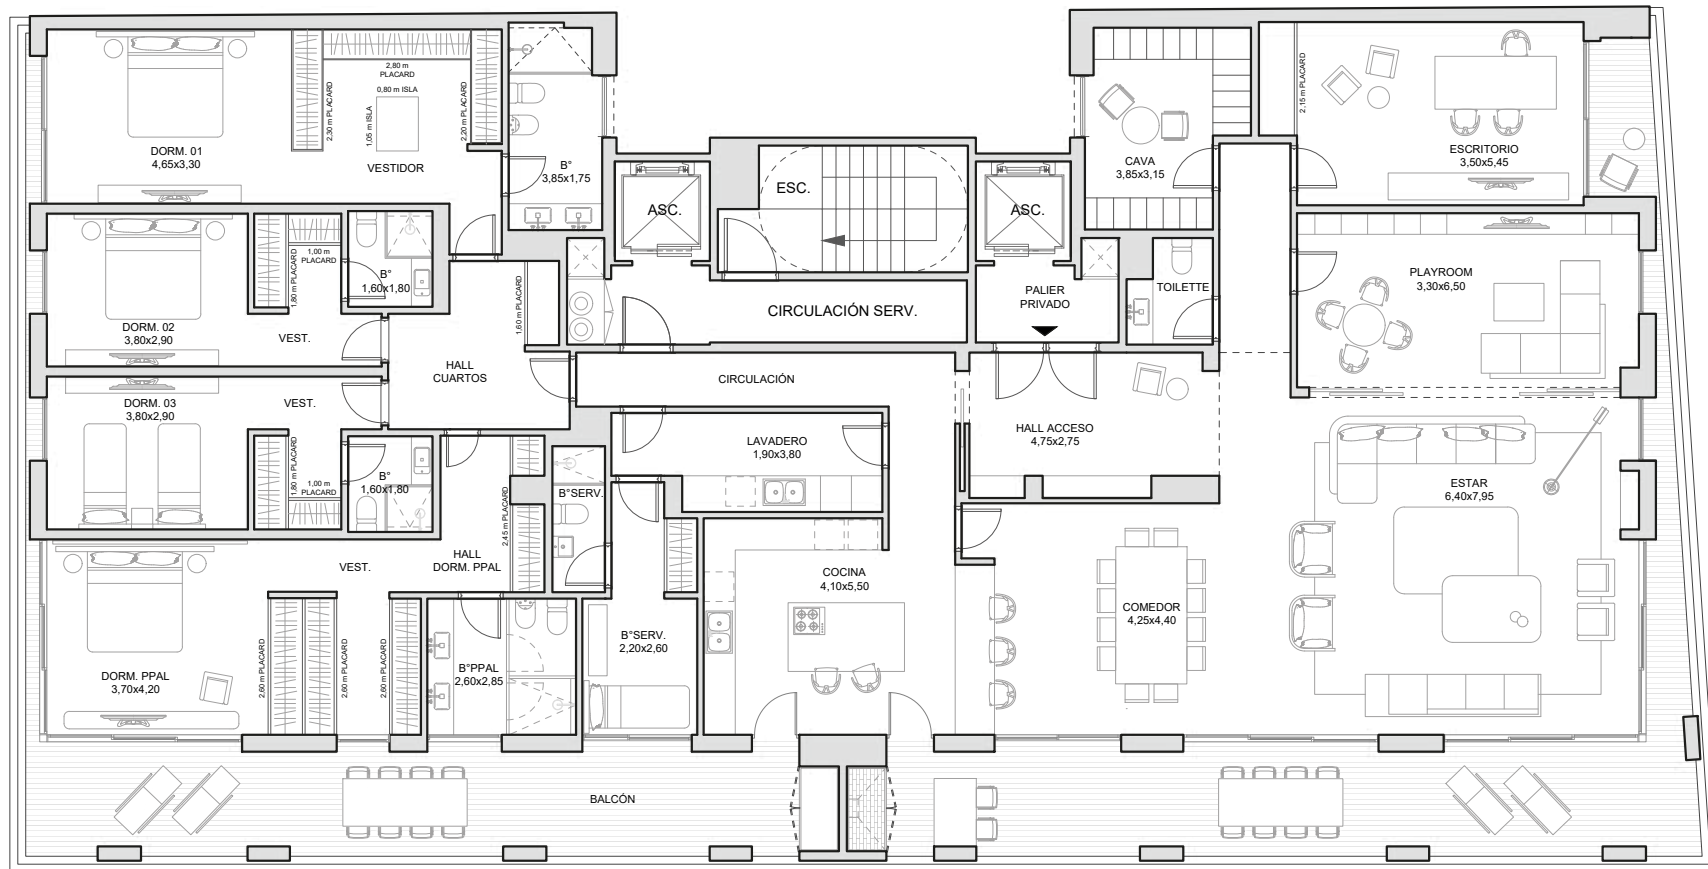 2,80 m
PLACARD
0,80 m ISLA
2,30 m PLACARD
1,05 m ISLA
2,20 m PLACARD
DORM. 01
4,65x3,30
VESTIDOR
B°
3,85x1,75
ASC.
ESC.
ASC.
CAVA
3,85x3,15
2,15 m PLACARD
ESCRITORIO
3,50x5,45
1,00 m
PLACARD
1,80 m PLACARD
B°
1,60x1,80
DORM. 02
3,80x2,90
VEST.
1,60 m PLACARD
CIRCULACIÓN SERV.
PALIER
PRIVADO
TOILETTE
PLAYROOM
3,30x6,50
HALL
CUARTOS
CIRCULACIÓN
DORM. 03
3,80x2,90
VEST.
1,80 m PLACARD
1,00 m
PLACARD
B°
1,60x1,80
LAVADERO
1,90x3,80
HALL ACCESO
4,75x2,75
ESTAR
6,40x7,95
B°SERV.
2,45 m PLACARD
HALL
DORM. PPAL
VEST.
COCINA
4,10x5,50
COMEDOR
4,25x4,40
DORM. PPAL
3,70x4,20
2,60 m PLACARD
2,60 m PLACARD
2,60 m PLACARD
B°PPAL
2,60x2,85
B°SERV.
2,20x2,60
BALCÓN